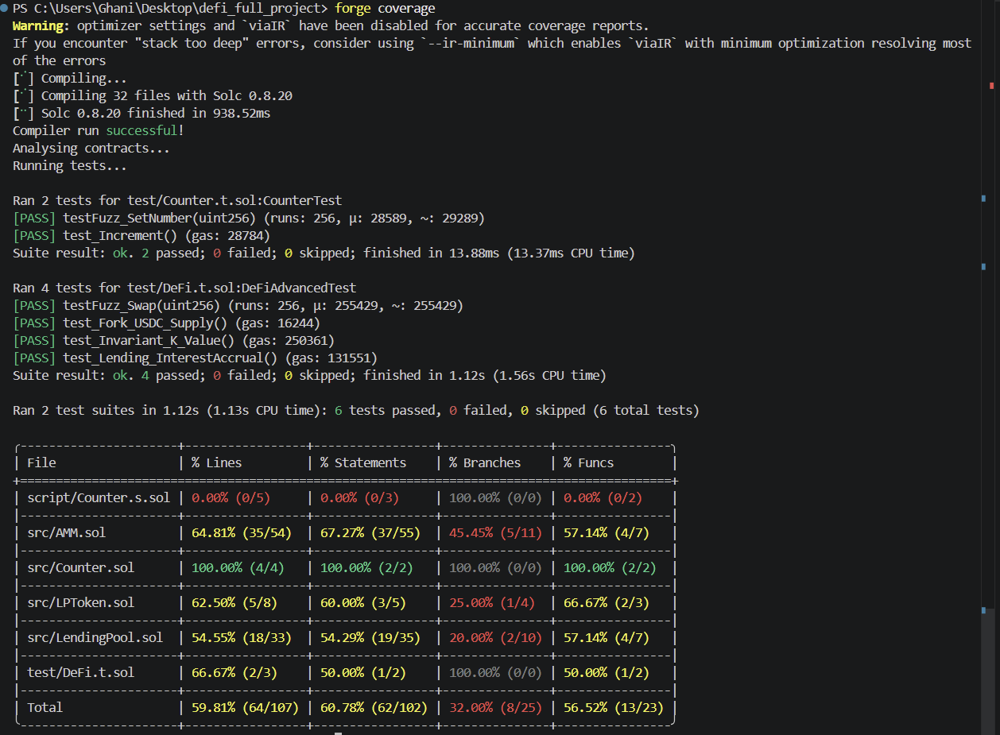 PS C:\Users\Ghani\Desktop\defi_full_project> forge coverage
Warning: optimizer settings and `viaIR` have been disabled for accurate coverage reports.
If you encounter "stack too deep" errors, consider using `--ir-minimum` which enables `viaIR` with minimum optimization resolving most
of the errors
[⠊] Compiling...
[⠊] Compiling 32 files with Solc 0.8.20
[⠉] Solc 0.8.20 finished in 938.52ms
Compiler run successful!
Analysing contracts...
Running tests...

Ran 2 tests for test/Counter.t.sol:CounterTest
[PASS] testFuzz_SetNumber(uint256) (runs: 256, μ: 28589, ~: 29289)
[PASS] test_Increment() (gas: 28784)
Suite result: ok. 2 passed; 0 failed; 0 skipped; finished in 13.88ms (13.37ms CPU time)

Ran 4 tests for test/DeFi.t.sol:DeFiAdvancedTest
[PASS] testFuzz_Swap(uint256) (runs: 256, μ: 255429, ~: 255429)
[PASS] test_Fork_USDC_Supply() (gas: 16244)
[PASS] test_Invariant_K_Value() (gas: 250361)
[PASS] test_Lending_InterestAccrual() (gas: 131551)
Suite result: ok. 4 passed; 0 failed; 0 skipped; finished in 1.12s (1.56s CPU time)

Ran 2 test suites in 1.12s (1.13s CPU time): 6 tests passed, 0 failed, 0 skipped (6 total tests)

| File | % Lines | % Statements | % Branches | % Funcs |
| script/Counter.s.sol | 0.00% (0/5) | 0.00% (0/3) | 100.00% (0/0) | 0.00% (0/2) |
| src/AMM.sol | 64.81% (35/54) | 67.27% (37/55) | 45.45% (5/11) | 57.14% (4/7) |
| src/Counter.sol | 100.00% (4/4) | 100.00% (2/2) | 100.00% (0/0) | 100.00% (2/2) |
| src/LPToken.sol | 62.50% (5/8) | 60.00% (3/5) | 25.00% (1/4) | 66.67% (2/3) |
| src/LendingPool.sol | 54.55% (18/33) | 54.29% (19/35) | 20.00% (2/10) | 57.14% (4/7) |
| test/DeFi.t.sol | 66.67% (2/3) | 50.00% (1/2) | 100.00% (0/0) | 50.00% (1/2) |
| Total | 59.81% (64/107) | 60.78% (62/102) | 32.00% (8/25) | 56.52% (13/23) |